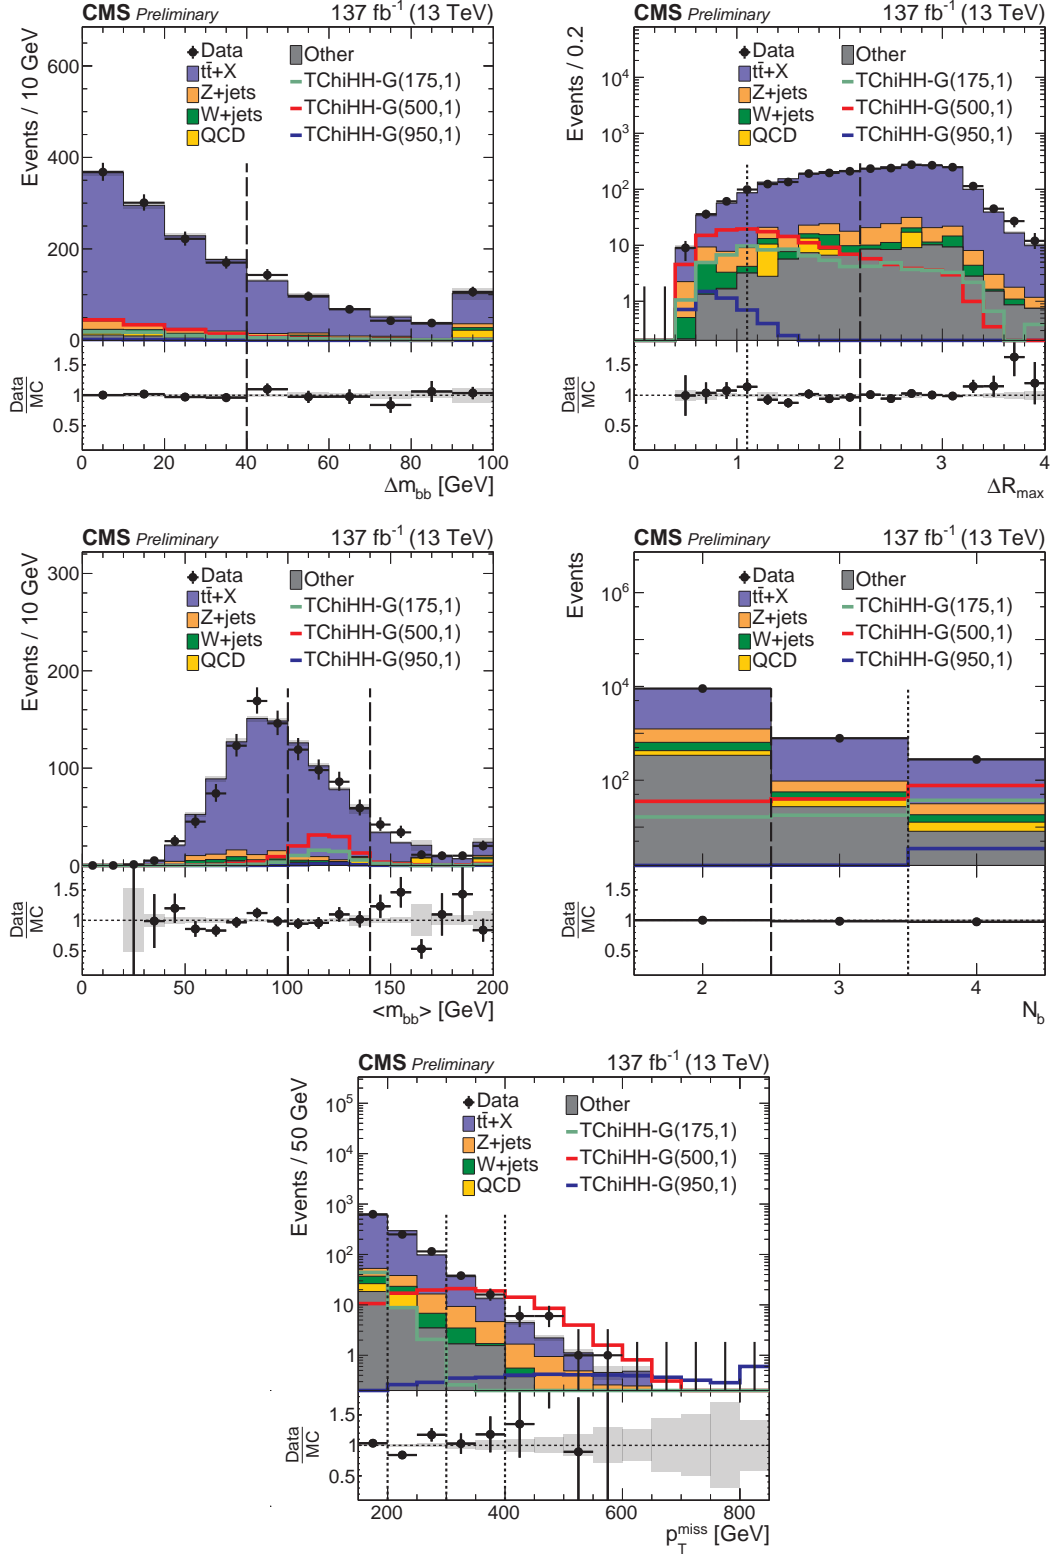 CMS Preliminary 137 fb⁻¹ (13 TeV)
Events / 10 GeV
600
400
200
0
Data
tt̄+X
Z+jets
W+jets
QCD
Other
TChiHH-G(175,1)
TChiHH-G(500,1)
TChiHH-G(950,1)
Data/MC
1.5
1
0.5
0 20 40 60 80 100
Δm_bb [GeV]
CMS Preliminary 137 fb⁻¹ (13 TeV)
Events / 0.2
10⁴
10³
10²
10
1
Data
tt̄+X
Z+jets
W+jets
QCD
Other
TChiHH-G(175,1)
TChiHH-G(500,1)
TChiHH-G(950,1)
Data/MC
1.5
1
0.5
0 1 2 3 4
ΔR_max
CMS Preliminary 137 fb⁻¹ (13 TeV)
Events / 10 GeV
300
200
100
0
Data
tt̄+X
Z+jets
W+jets
QCD
Other
TChiHH-G(175,1)
TChiHH-G(500,1)
TChiHH-G(950,1)
Data/MC
1.5
1
0.5
0 50 100 150 200
<m_bb> [GeV]
CMS Preliminary 137 fb⁻¹ (13 TeV)
Events
10⁶
10⁴
10²
Data
tt̄+X
Z+jets
W+jets
QCD
Other
TChiHH-G(175,1)
TChiHH-G(500,1)
TChiHH-G(950,1)
Data/MC
1.5
1
0.5
2 3 4
N_b
CMS Preliminary 137 fb⁻¹ (13 TeV)
Events / 50 GeV
10⁵
10⁴
10³
10²
10
1
Data
tt̄+X
Z+jets
W+jets
QCD
Other
TChiHH-G(175,1)
TChiHH-G(500,1)
TChiHH-G(950,1)
Data/MC
1.5
1
0.5
200 400 600 800
p_T^miss [GeV]